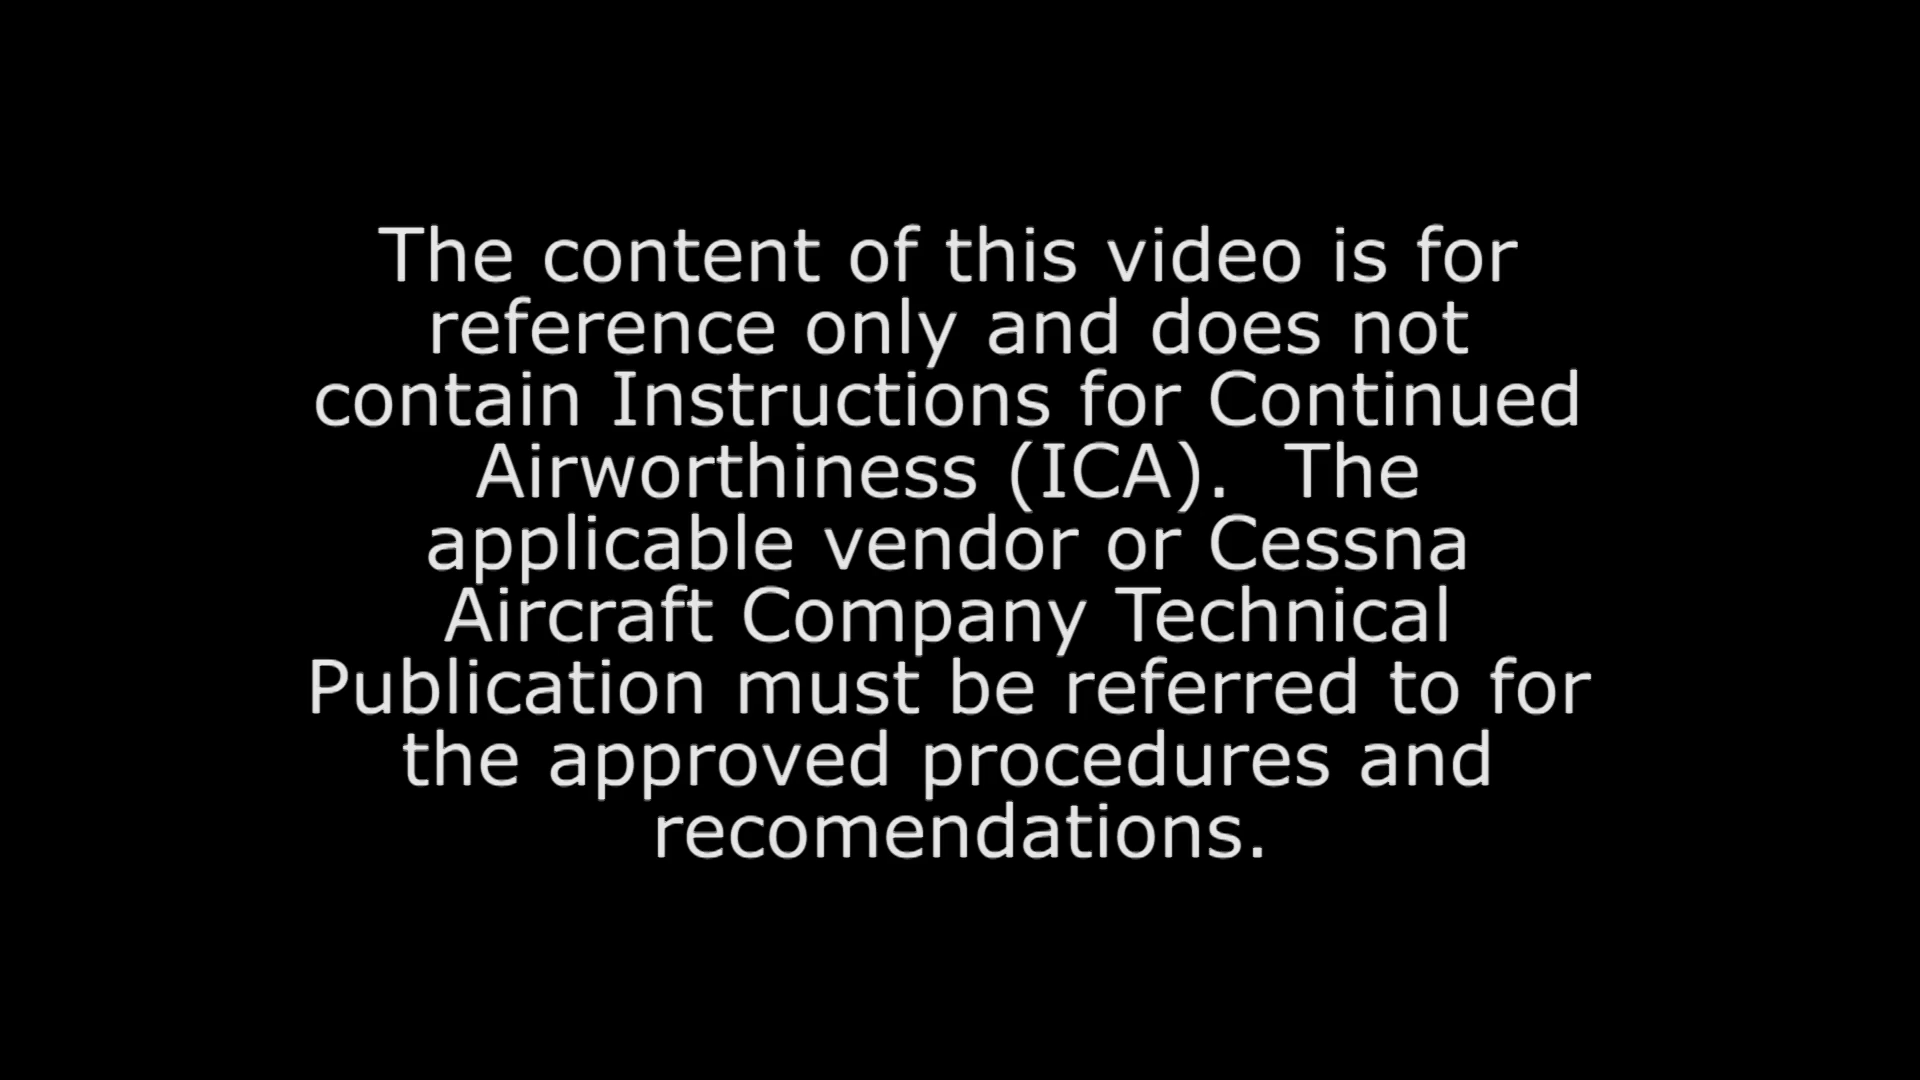 The content of this video is for
reference only and does not
contain Instructions for Continued
Airworthiness (ICA).  The
applicable vendor or Cessna
Aircraft Company Technical
Publication must be referred to for
the approved procedures and
recomendations.